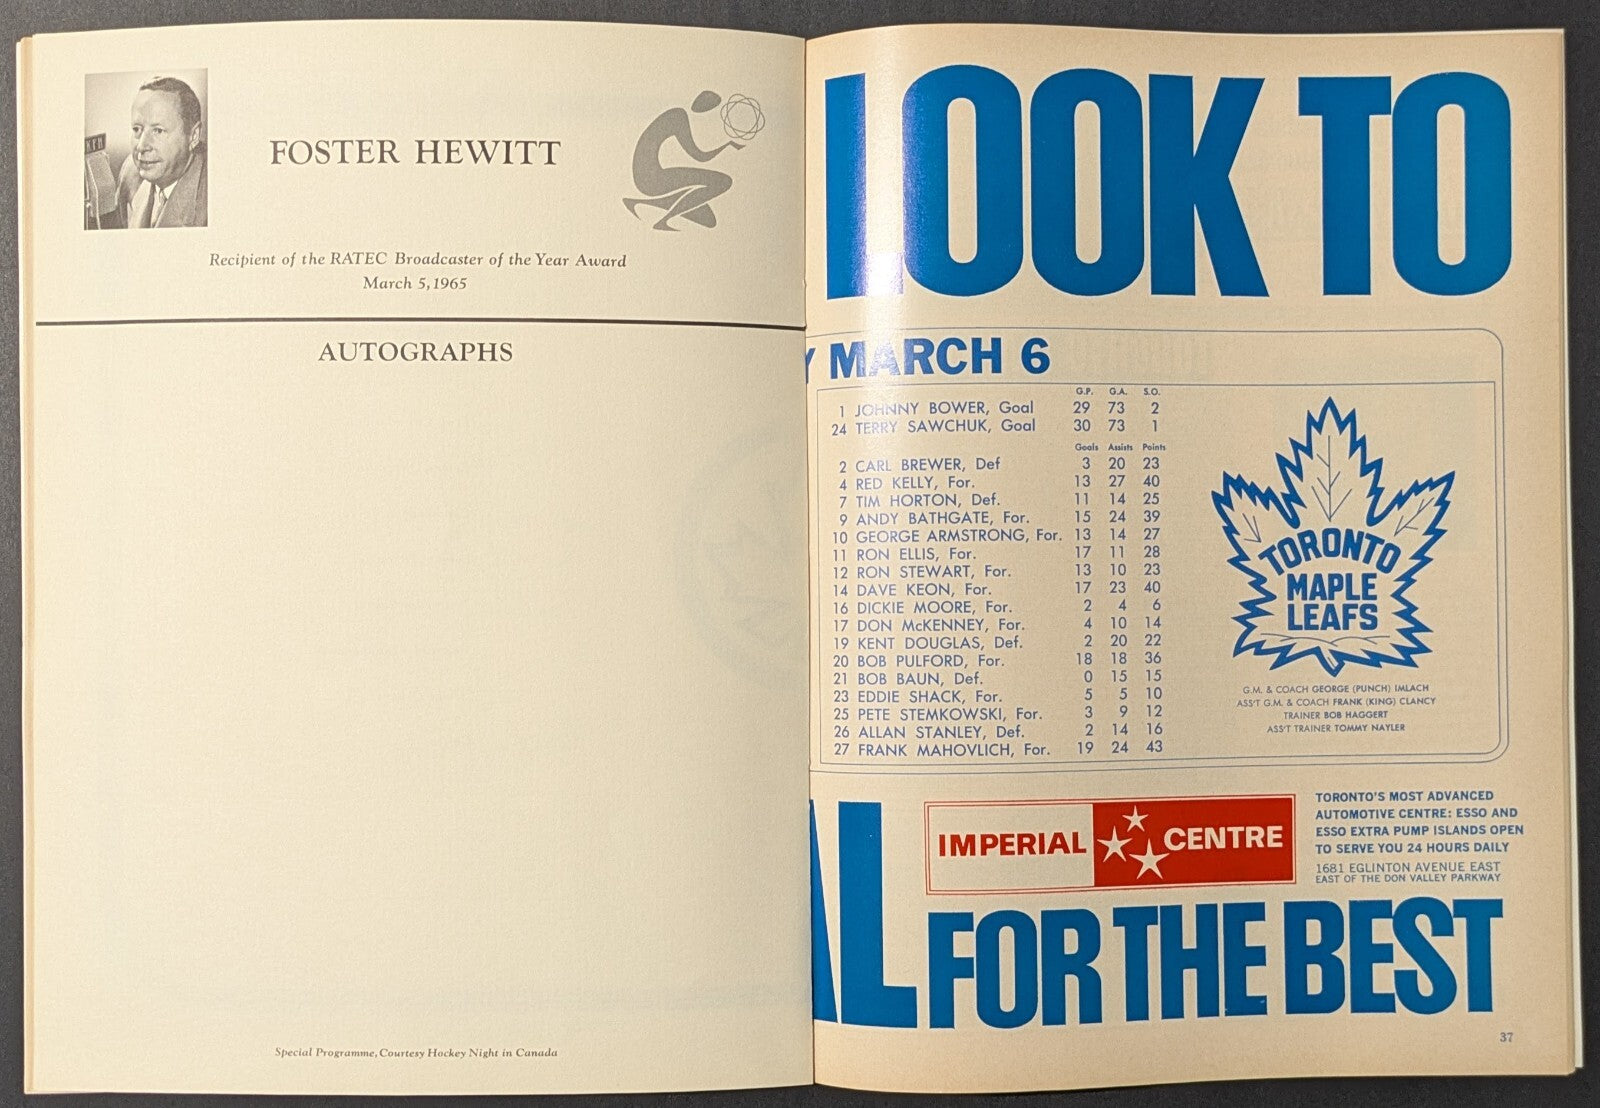 FOSTER HEWITT
Recipient of the RATEC Broadcaster of the Year Award
March 5, 1965
AUTOGRAPHS
Special Programme, Courtesy Hockey Night in Canada
LOOK TO
Y MARCH 6
G.P. G.A. S.O.
1 JOHNNY BOWER, Goal 29 73 2
24 TERRY SAWCHUK, Goal 30 73 1
Goals Assists Points
2 CARL BREWER, Def 3 20 23
4 RED KELLY, For. 13 27 40
7 TIM HORTON, Def. 11 14 25
9 ANDY BATHGATE, For. 15 24 39
10 GEORGE ARMSTRONG, For. 13 14 27
11 RON ELLIS, For. 17 11 28
12 RON STEWART, For. 13 10 23
14 DAVE KEON, For. 17 23 40
16 DICKIE MOORE, For. 2 4 6
17 DON McKENNEY, For. 4 10 14
19 KENT DOUGLAS, Def. 2 20 22
20 BOB PULFORD, For. 18 18 36
21 BOB BAUN, Def. 0 15 15
23 EDDIE SHACK, For. 5 5 10
25 PETE STEMKOWSKI, For. 3 9 12
26 ALLAN STANLEY, Def. 2 14 16
27 FRANK MAHOVLICH, For. 19 24 43
TORONTO
MAPLE
LEAFS
G.M. & COACH GEORGE (PUNCH) IMLACH
ASS'T G.M. & COACH FRANK (KING) CLANCY
TRAINER BOB HAGGERT
ASS'T TRAINER TOMMY NAYLER
AL
IMPERIAL CENTRE
TORONTO'S MOST ADVANCED
AUTOMOTIVE CENTRE: ESSO AND
ESSO EXTRA PUMP ISLANDS OPEN
TO SERVE YOU 24 HOURS DAILY
1681 EGLINTON AVENUE EAST
EAST OF THE DON VALLEY PARKWAY
FOR THE BEST
37